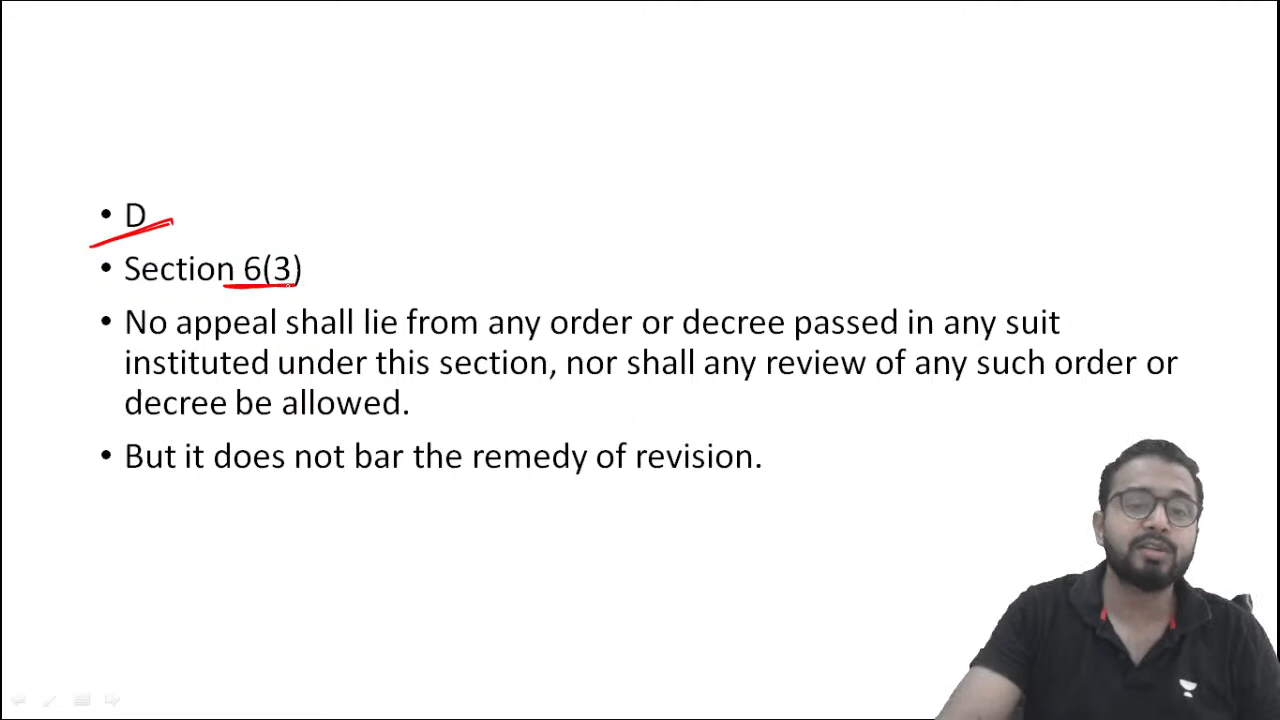 • D
• Section 6(3)
• No appeal shall lie from any order or decree passed in any suit
instituted under this section, nor shall any review of any such order or
decree be allowed.
• But it does not bar the remedy of revision.